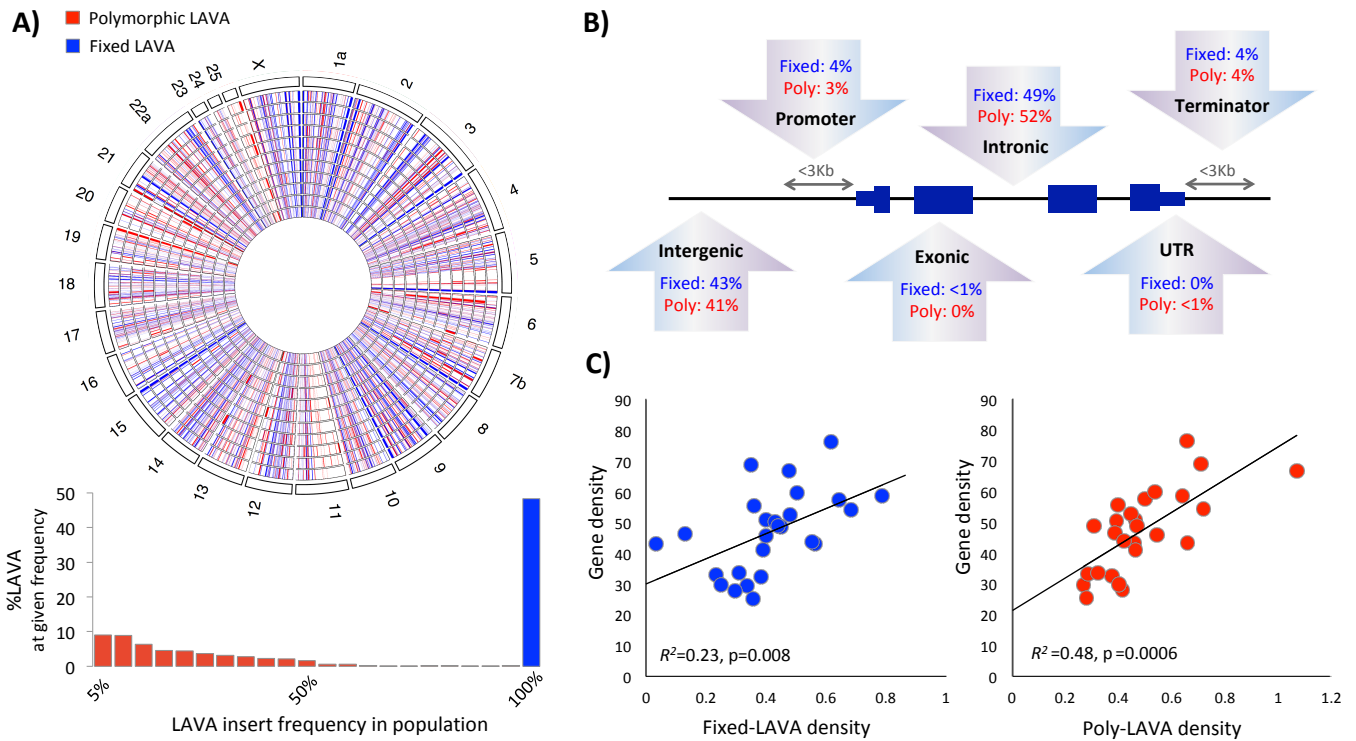 A)
Polymorphic LAVA
Fixed LAVA
1a
2
3
4
5
6
7b
8
9
10
11
12
13
14
15
16
17
18
19
20
21
22a
23
24
25
X
%LAVA
at given frequency
50
40
30
20
10
0
5%
50%
100%
LAVA insert frequency in population
B)
Fixed: 4%
Poly: 3%
Promoter
Fixed: 49%
Poly: 52%
Intronic
Fixed: 4%
Poly: 4%
Terminator
<3Kb
<3Kb
Intergenic
Fixed: 43%
Poly: 41%
Exonic
Fixed: <1%
Poly: 0%
UTR
Fixed: 0%
Poly: <1%
C)
Gene density
90
80
70
60
50
40
30
20
10
0
R²=0.23, p=0.008
0
0.2
0.4
0.6
0.8
1
Fixed-LAVA density
Gene density
90
80
70
60
50
40
30
20
10
0
R²=0.48, p=0.0006
0
0.2
0.4
0.6
0.8
1
1.2
Poly-LAVA density